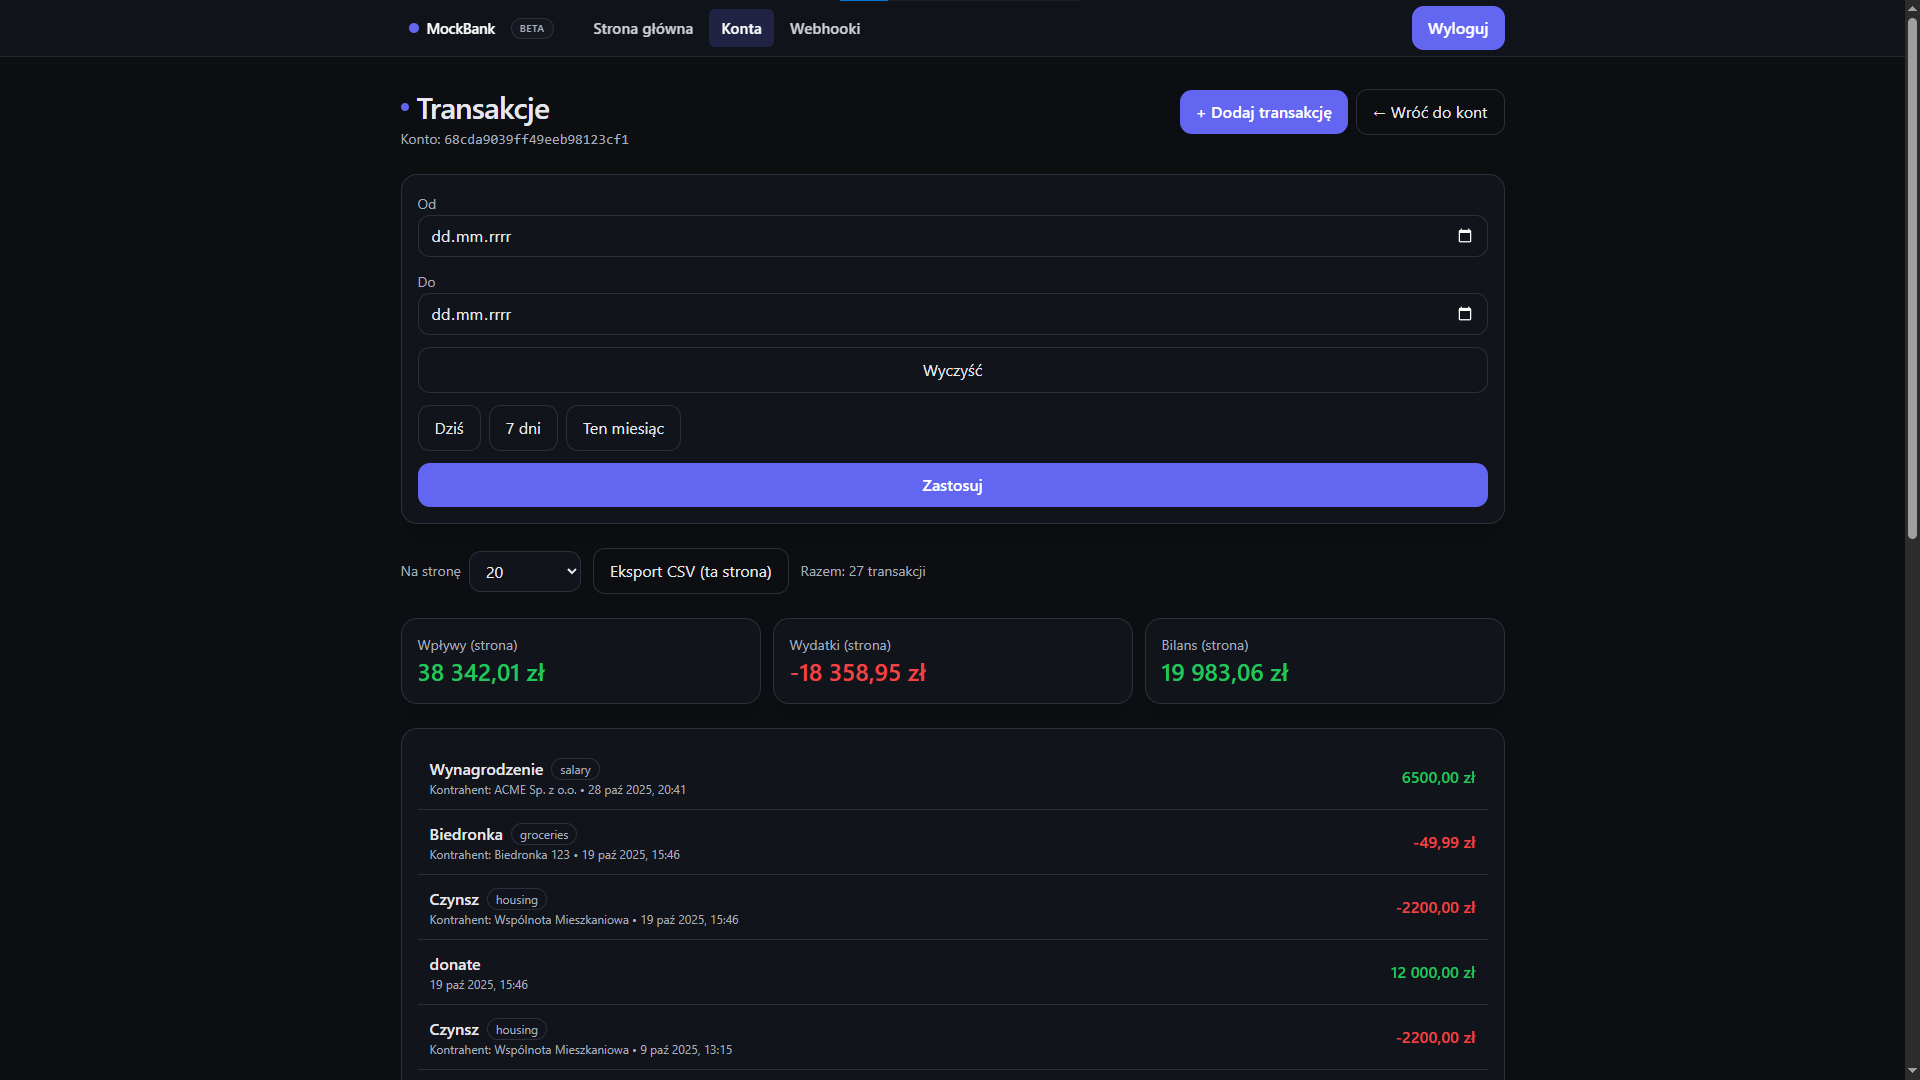 MockBank BETA Strona główna Konta Webhooki Wyloguj
Transakcje + Dodaj transakcję ← Wróć do kont
Konto: 68cda9039ff49eeb98123cf1
Od
dd.mm.rrrr
Do
dd.mm.rrrr
Wyczyść
Dziś 7 dni Ten miesiąc
Zastosuj
Na stronę 20 Eksport CSV (ta strona) Razem: 27 transakcji
Wpływy (strona) Wydatki (strona) Bilans (strona)
38 342,01 zł -18 358,95 zł 19 983,06 zł
Wynagrodzenie salary 6500,00 zł
Kontrahent: ACME Sp. z o.o. • 28 paź 2025, 20:41
Biedronka groceries -49,99 zł
Kontrahent: Biedronka 123 • 19 paź 2025, 15:46
Czynsz housing -2200,00 zł
Kontrahent: Wspólnota Mieszkaniowa • 19 paź 2025, 15:46
donate 12 000,00 zł
19 paź 2025, 15:46
Czynsz housing -2200,00 zł
Kontrahent: Wspólnota Mieszkaniowa • 9 paź 2025, 13:15